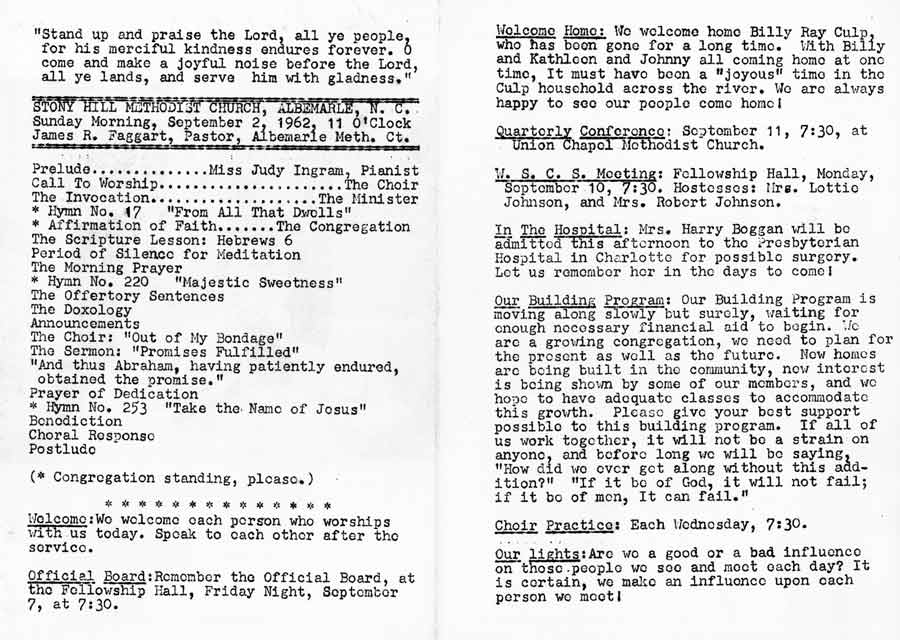 "Stand up and praise the Lord, all ye people,
for his merciful kindness endures forever. O
come and make a joyful noise before the Lord,
all ye lands, and serve him with gladness."
STONY HILL METHODIST CHURCH, ALBEMARLE, N. C.
Sunday Morning, September 2, 1962, 11 O'Clock
James R. Faggart, Pastor, Albemarle Meth. Ct.
Prelude..............Miss Judy Ingram, Pianist
Call To Worship......................The Choir
The Invocation....................The Minister
* Hymn No. 17 "From All That Dwells"
* Affirmation of Faith.......The Congregation
The Scripture Lesson: Hebrews 6
Period of Silence for Meditation
The Morning Prayer
* Hymn No. 220 "Majestic Sweetness"
The Offertory Sentences
The Doxology
Announcements
The Choir: "Out of My Bondage"
The Sermon: "Promises Fulfilled"
"And thus Abraham, having patiently endured,
obtained the promise."
Prayer of Dedication
* Hymn No. 253 "Take the Name of Jesus"
Benediction
Choral Response
Postlude
(* Congregation standing, please.)
* * * * * * * * * * * * * *
Welcome:We welcome each person who worships
with us today. Speak to each other after the
service.
Official Board:Remember the Official Board, at
the Fellowship Hall, Friday Night, September
7, at 7:30.
Welcome Home: We welcome home Billy Ray Culp,
who has been gone for a long time. With Billy
and Kathleen and Johnny all coming home at one
time, It must have been a "joyous" time in the
Culp household across the river. We are always
happy to see our people come home!
Quarterly Conference: September 11, 7:30, at
Union Chapel Methodist Church.
W. S. C. S. Meeting: Fellowship Hall, Monday,
September 10, 7:30. Hostesses: Mrs. Lottie
Johnson, and Mrs. Robert Johnson.
In The Hospital: Mrs. Harry Boggan will be
admitted this afternoon to the Presbyterian
Hospital in Charlotte for possible surgery.
Let us remember her in the days to come!
Our Building Program: Our Building Program is
moving along slowly but surely, waiting for
enough necessary financial aid to begin. We
are a growing congregation, we need to plan for
the present as well as the future. New homes
are being built in the community, new interest
is being shown by some of our members, and we
hope to have adequate classes to accommodate
this growth. Please give your best support
possible to this building program. If all of
us work together, it will not be a strain on
anyone, and before long we will be saying,
"How did we ever get along without this add-
ition?" "If it be of God, it will not fail;
if it be of men, It can fail."
Choir Practice: Each Wednesday, 7:30.
Our lights:Are we a good or a bad influence
on those people we see and meet each day? It
is certain, we make an influence upon each
person we meet!